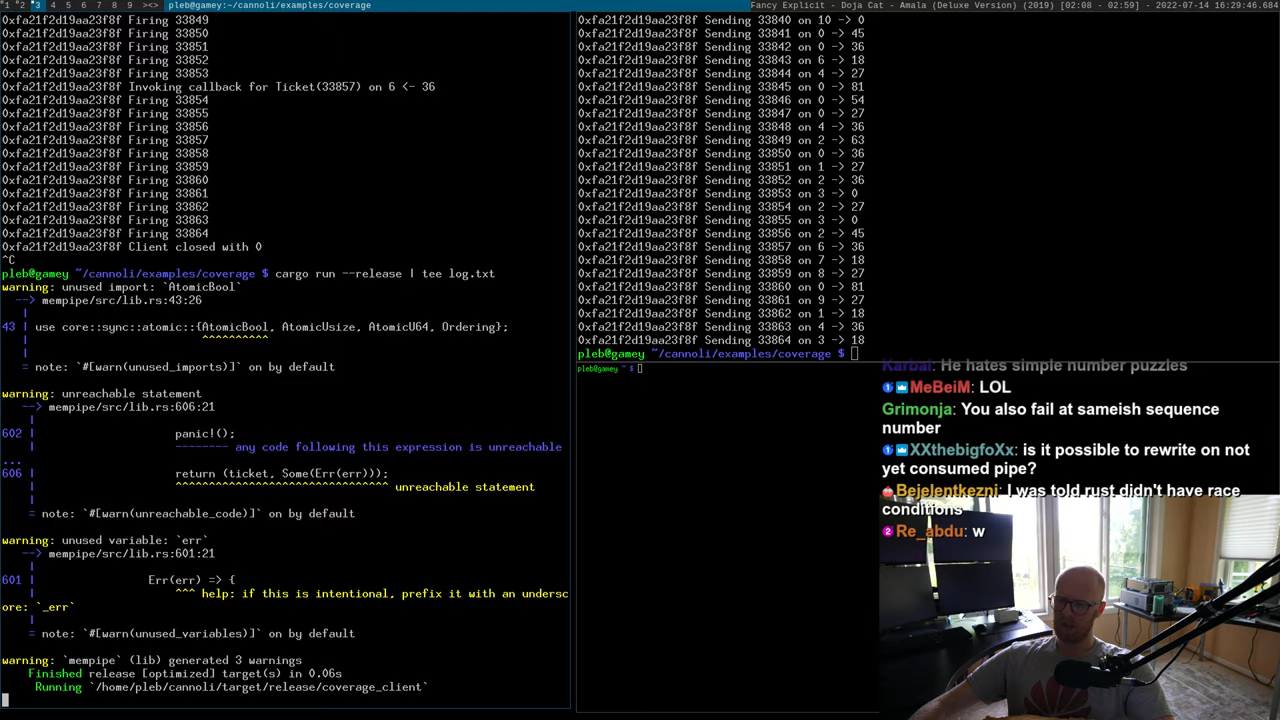 1 2 3 4 5 6 7 8 9 ><> pleb@gamey:~/cannoli/examples/coverage
Fancy Explicit - Doja Cat - Amala (Deluxe Version) (2019) [02:08 - 02:59] - 2022-07-14 16:29:46.684
0xfa21f2d19aa23f8f Firing 33849
0xfa21f2d19aa23f8f Firing 33850
0xfa21f2d19aa23f8f Firing 33851
0xfa21f2d19aa23f8f Firing 33852
0xfa21f2d19aa23f8f Firing 33853
0xfa21f2d19aa23f8f Invoking callback for Ticket(33857) on 6 <- 36
0xfa21f2d19aa23f8f Firing 33854
0xfa21f2d19aa23f8f Firing 33855
0xfa21f2d19aa23f8f Firing 33856
0xfa21f2d19aa23f8f Firing 33857
0xfa21f2d19aa23f8f Firing 33858
0xfa21f2d19aa23f8f Firing 33859
0xfa21f2d19aa23f8f Firing 33860
0xfa21f2d19aa23f8f Firing 33861
0xfa21f2d19aa23f8f Firing 33862
0xfa21f2d19aa23f8f Firing 33863
0xfa21f2d19aa23f8f Firing 33864
0xfa21f2d19aa23f8f Client closed with 0
^C
pleb@gamey ~/cannoli/examples/coverage $ cargo run --release | tee log.txt
warning: unused import: `AtomicBool`
--> mempipe/src/lib.rs:43:26
|
43 | use core::sync::atomic::{AtomicBool, AtomicUsize, AtomicU64, Ordering};
| ^^^^^^^^^^
|
= note: `#[warn(unused_imports)]` on by default
warning: unreachable statement
--> mempipe/src/lib.rs:606:21
|
602 | panic!();
| -------- any code following this expression is unreachable
...
606 | return (ticket, Some(Err(err)));
| ^^^^^^^^^^^^^^^^^^^^^^^^^^^^^^^^ unreachable statement
|
= note: `#[warn(unreachable_code)]` on by default
warning: unused variable: `err`
--> mempipe/src/lib.rs:601:21
|
601 | Err(err) => {
| ^^^ help: if this is intentional, prefix it with an undersc
ore: `_err`
|
= note: `#[warn(unused_variables)]` on by default
warning: `mempipe` (lib) generated 3 warnings
Finished release [optimized] target(s) in 0.06s
Running `/home/pleb/cannoli/target/release/coverage_client`
0xfa21f2d19aa23f8f Sending 33840 on 10 -> 0
0xfa21f2d19aa23f8f Sending 33841 on 0 -> 45
0xfa21f2d19aa23f8f Sending 33842 on 0 -> 36
0xfa21f2d19aa23f8f Sending 33843 on 6 -> 18
0xfa21f2d19aa23f8f Sending 33844 on 4 -> 27
0xfa21f2d19aa23f8f Sending 33845 on 0 -> 81
0xfa21f2d19aa23f8f Sending 33846 on 0 -> 54
0xfa21f2d19aa23f8f Sending 33847 on 0 -> 27
0xfa21f2d19aa23f8f Sending 33848 on 4 -> 36
0xfa21f2d19aa23f8f Sending 33849 on 2 -> 63
0xfa21f2d19aa23f8f Sending 33850 on 0 -> 36
0xfa21f2d19aa23f8f Sending 33851 on 1 -> 27
0xfa21f2d19aa23f8f Sending 33852 on 2 -> 36
0xfa21f2d19aa23f8f Sending 33853 on 3 -> 0
0xfa21f2d19aa23f8f Sending 33854 on 2 -> 27
0xfa21f2d19aa23f8f Sending 33855 on 3 -> 0
0xfa21f2d19aa23f8f Sending 33856 on 2 -> 45
0xfa21f2d19aa23f8f Sending 33857 on 6 -> 36
0xfa21f2d19aa23f8f Sending 33858 on 7 -> 18
0xfa21f2d19aa23f8f Sending 33859 on 8 -> 27
0xfa21f2d19aa23f8f Sending 33860 on 0 -> 81
0xfa21f2d19aa23f8f Sending 33861 on 9 -> 27
0xfa21f2d19aa23f8f Sending 33862 on 1 -> 18
0xfa21f2d19aa23f8f Sending 33863 on 4 -> 36
0xfa21f2d19aa23f8f Sending 33864 on 3 -> 18
pleb@gamey ~/cannoli/examples/coverage $
pleb@gamey ~ $
Karbal: He hates simple number puzzles
MeBeiM: LOL
Grimonja: You also fail at sameish sequence
number
XXthebigfoXx: is it possible to rewrite on not
yet consumed pipe?
Bejelentkezni: I was told rust didn't have race
conditions
Re_abdu: w